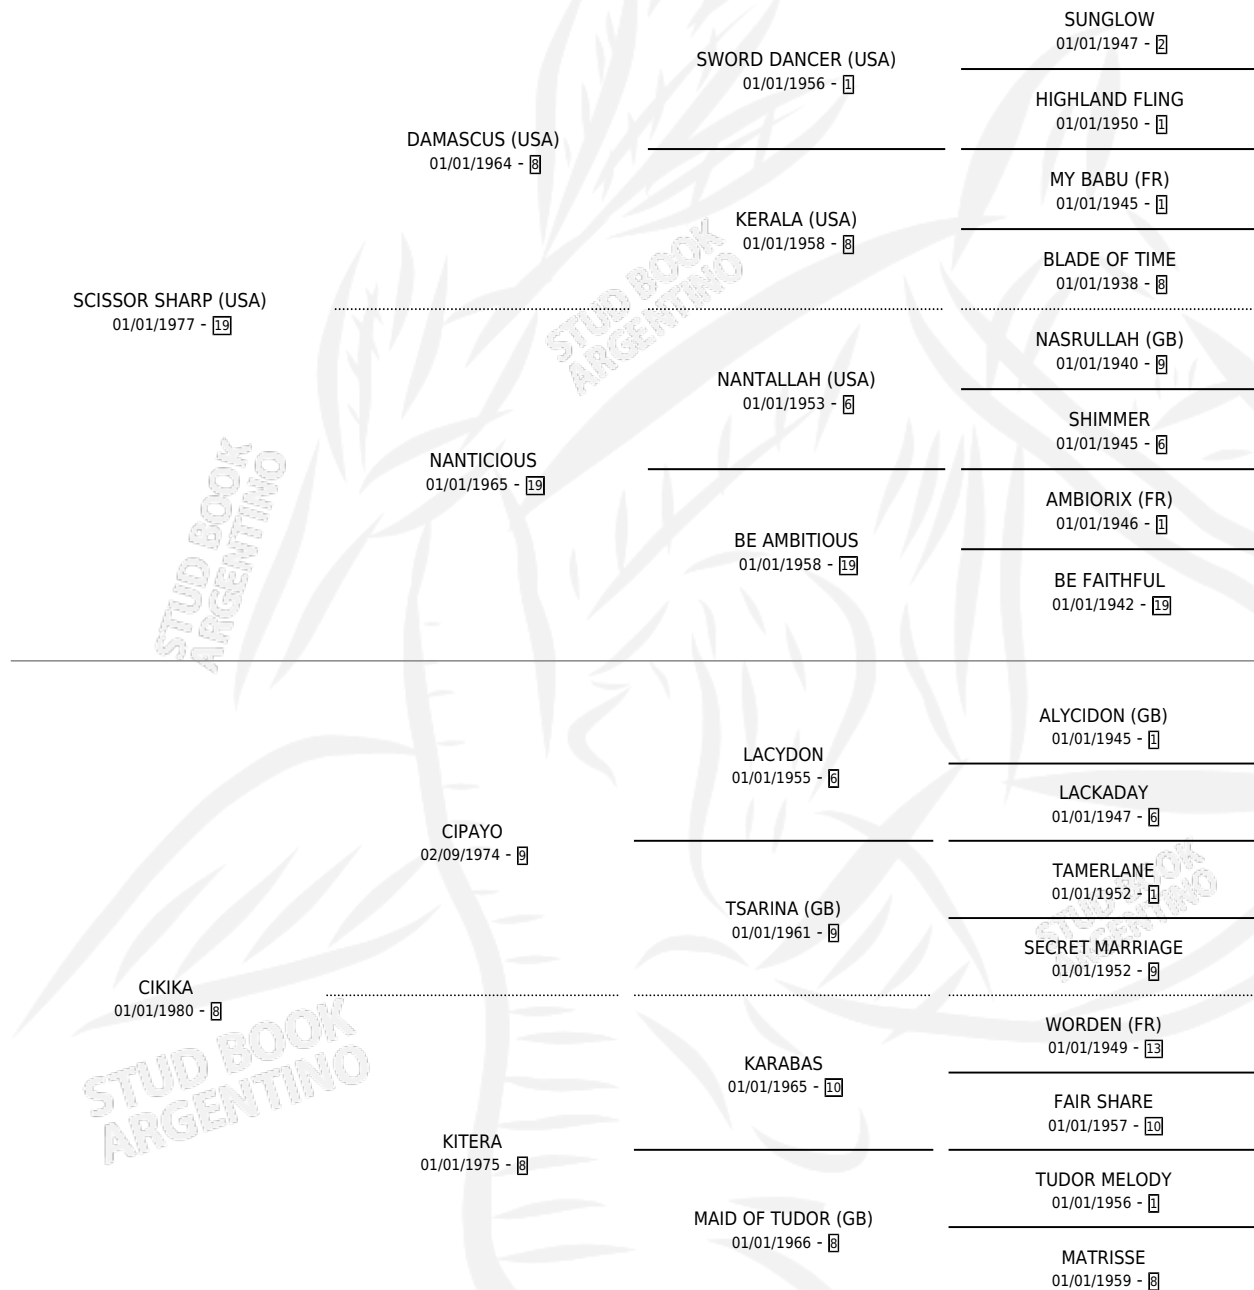 SUNGLOW
01/01/1947 - 2
SWORD DANCER (USA)
01/01/1956 - 1
HIGHLAND FLING
01/01/1950 - 1
DAMASCUS (USA)
01/01/1964 - 8
MY BABU (FR)
01/01/1945 - 1
KERALA (USA)
01/01/1958 - 8
BLADE OF TIME
01/01/1938 - 8
SCISSOR SHARP (USA)
01/01/1977 - 19
STUD BOOK
ARGENTINO
NASRULLAH (GB)
01/01/1940 - 9
NANTALLAH (USA)
01/01/1953 - 6
SHIMMER
01/01/1945 - 6
NANTICIOUS
01/01/1965 - 19
AMBIORIX (FR)
01/01/1946 - 1
BE AMBITIOUS
01/01/1958 - 19
BE FAITHFUL
01/01/1942 - 19
STUD BOOK
ARGENTINO
ALYCIDON (GB)
01/01/1945 - 1
LACYDON
01/01/1955 - 6
LACKADAY
01/01/1947 - 6
CIPAYO
02/09/1974 - 9
TAMERLANE
01/01/1952 - 1
TSARINA (GB)
01/01/1961 - 9
STUD BOOK
ARGENTINO
SECRET MARRIAGE
01/01/1952 - 9
CIKIKA
01/01/1980 - 8
WORDEN (FR)
01/01/1949 - 13
KARABAS
01/01/1965 - 10
STUD BOOK
ARGENTINO
FAIR SHARE
01/01/1957 - 10
KITERA
01/01/1975 - 8
TUDOR MELODY
01/01/1956 - 1
MAID OF TUDOR (GB)
01/01/1966 - 8
MATRISSE
01/01/1959 - 8